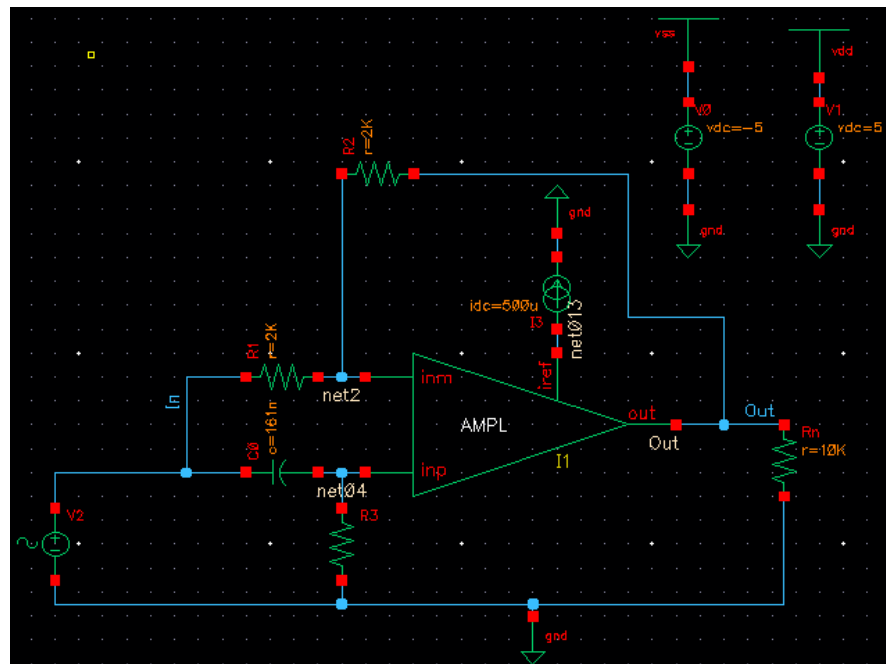 vss
vdd
V0
vdc=-5
V1
vdc=5
gnd
gnd
R2
r=2K
gnd
idc=500u
I3
net013
iref
R1
r=2K
In
net2
inm
AMPL
out
Out
Out
Rn
r=10K
C0
c=161n
net04
inp
I1
V2
R3
gnd